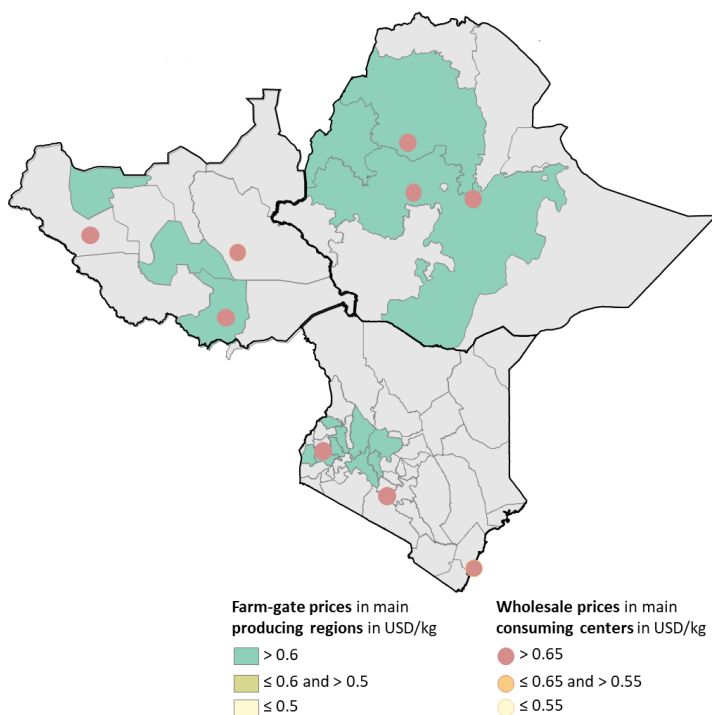 Farm-gate prices in main
producing regions in USD/kg
> 0.6
≤ 0.6 and > 0.5
≤ 0.5
Wholesale prices in main
consuming centers in USD/kg
> 0.65
≤ 0.65 and > 0.55
≤ 0.55